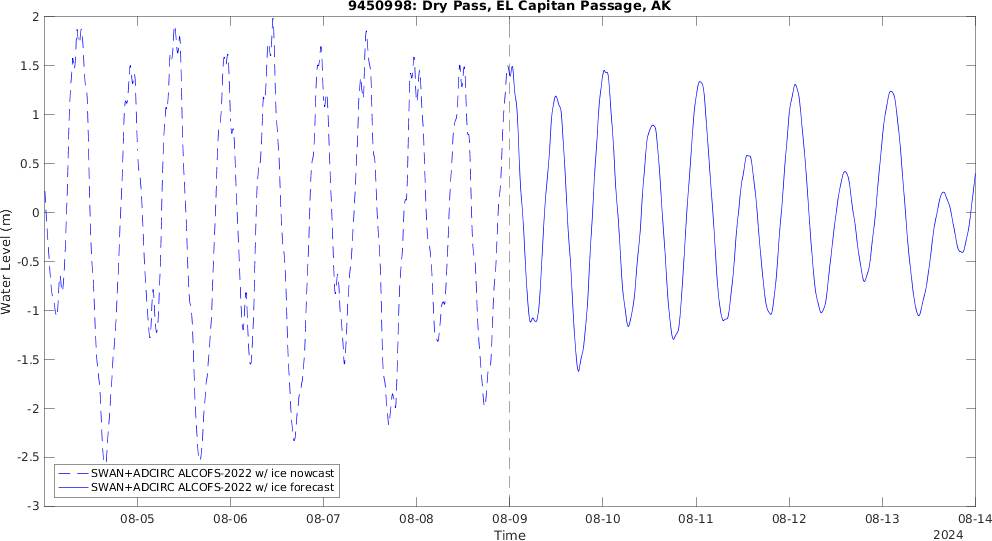 9450998: Dry Pass, EL Capitan Passage, AK
2
1.5
1
0.5
0
-0.5
-1
-1.5
-2
-2.5
-3
Water Level (m)
SWAN+ADCIRC ALCOFS-2022 w/ ice nowcast
SWAN+ADCIRC ALCOFS-2022 w/ ice forecast
08-05 08-06 08-07 08-08 08-09 08-10 08-11 08-12 08-13 08-14
Time
2024